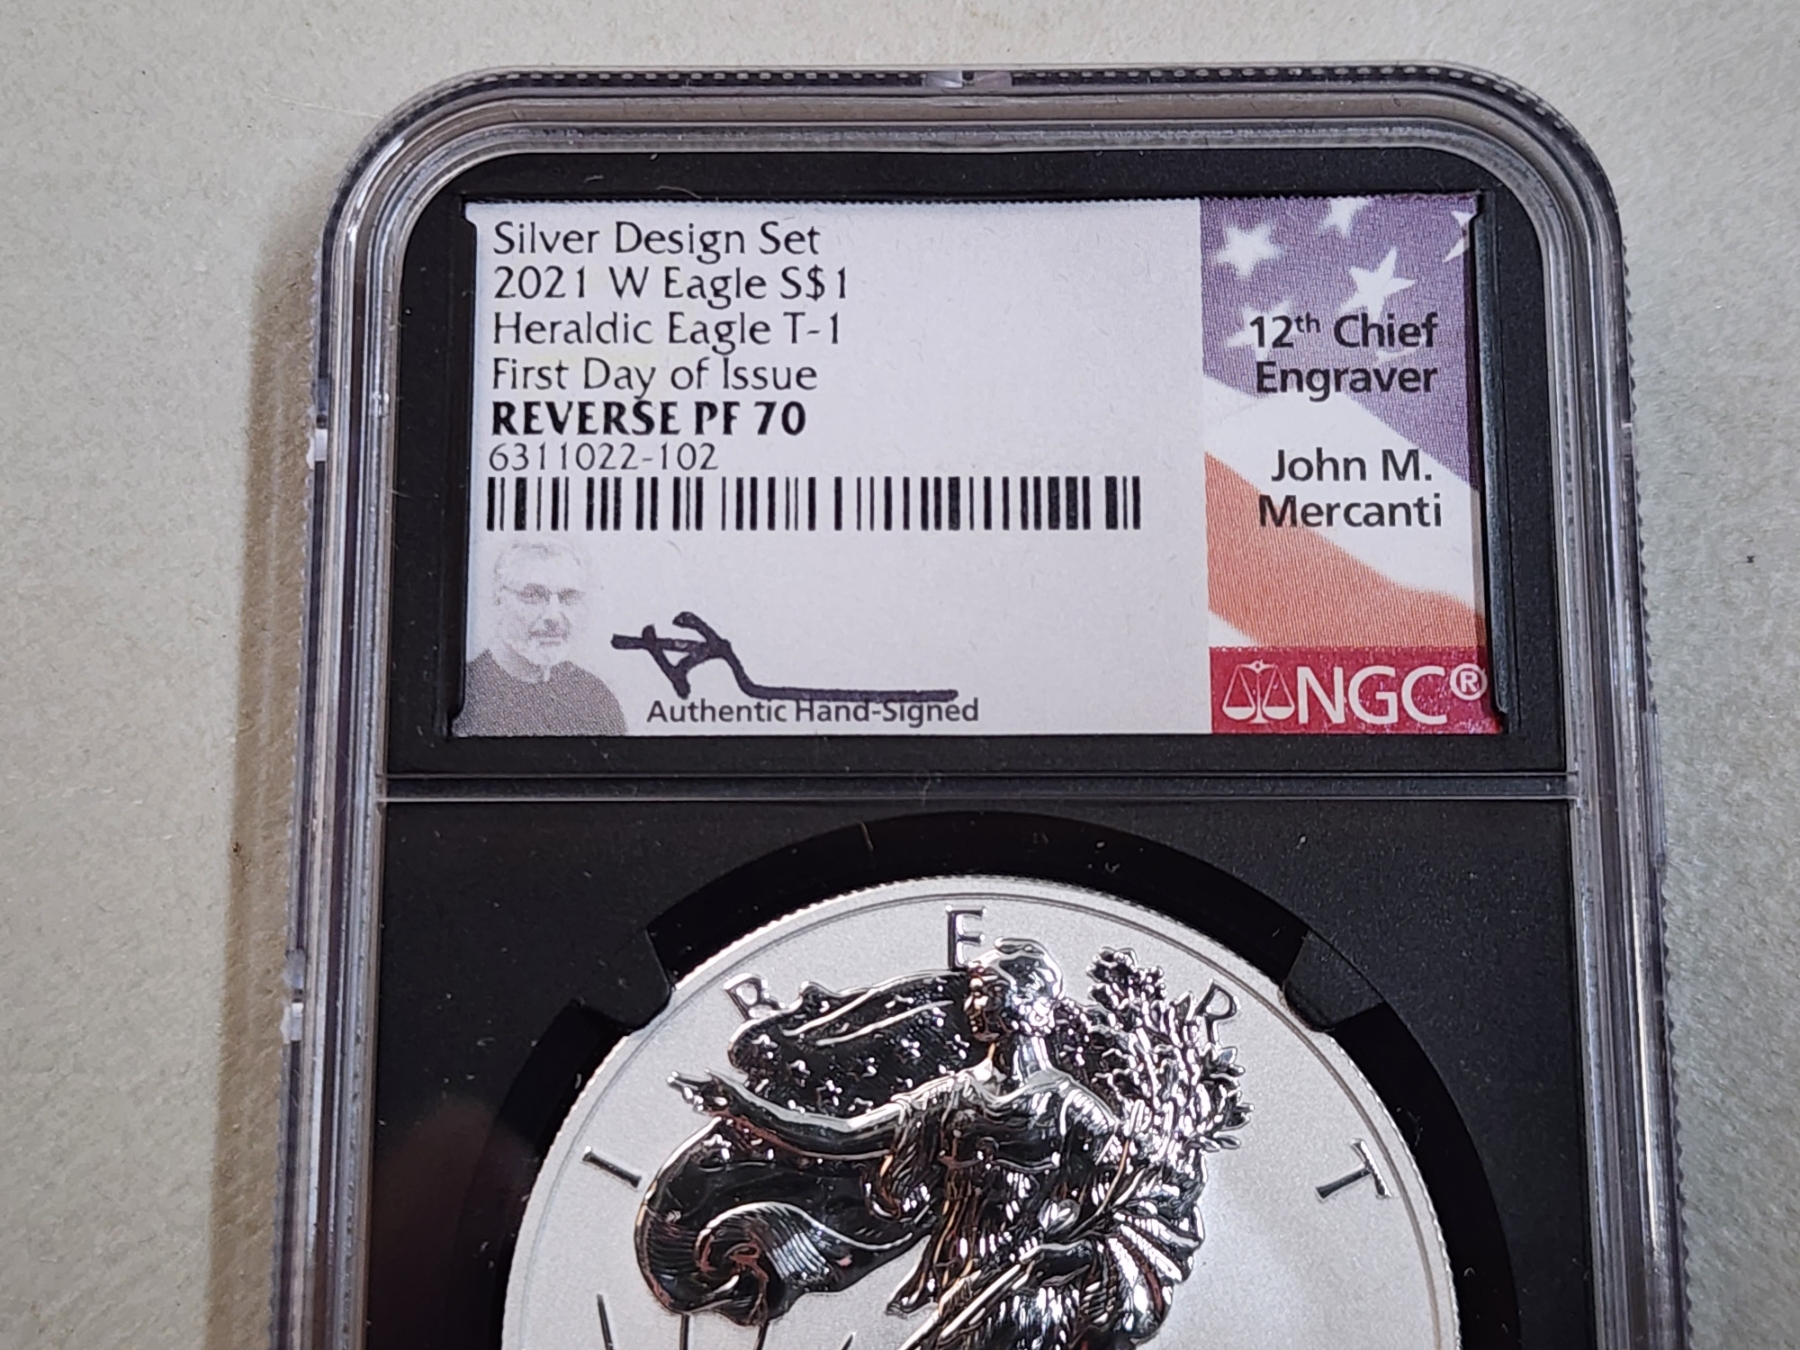 Silver Design Set
2021 W Eagle S$1
Heraldic Eagle T-1
First Day of Issue
REVERSE PF 70
6311022-102
Authentic Hand-Signed
12th Chief
Engraver
John M.
Mercanti
NGC®
LIBERT